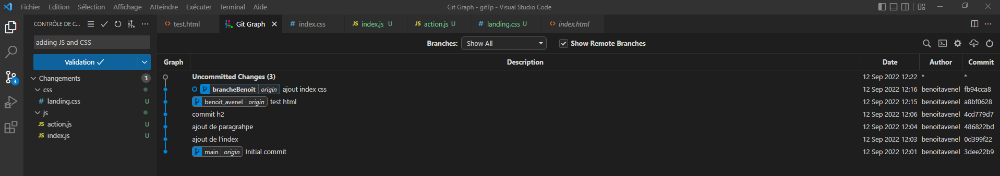 Fichier Edition Sélection Affichage Atteindre Exécuter Terminal Aide Git Graph - gitTp - Visual Studio Code
CONTRÔLE DE C... test.html Git Graph index.css JS index.js U JS action.js U # landing.css U index.html
adding JS and CSS
Branches: Show All Show Remote Branches
Validation
Graph Description Date Author Commit
Changements 3
Uncommitted Changes (3) 12 Sep 2022 12:22 * *
css
brancheBenoit origin ajout index css 12 Sep 2022 12:16 benoitavenel fb94cca8
# landing.css U
benoit_avenel origin test html 12 Sep 2022 12:15 benoitavenel a8bf0628
js
commit h2 12 Sep 2022 12:06 benoitavenel 4cd779d7
JS action.js U
ajout de paragrahpe 12 Sep 2022 12:04 benoitavenel 486822bd
JS index.js U
ajout de l'index 12 Sep 2022 12:03 benoitavenel 0d399f22
main origin Initial commit 12 Sep 2022 12:01 benoitavenel 3dee22b9
3